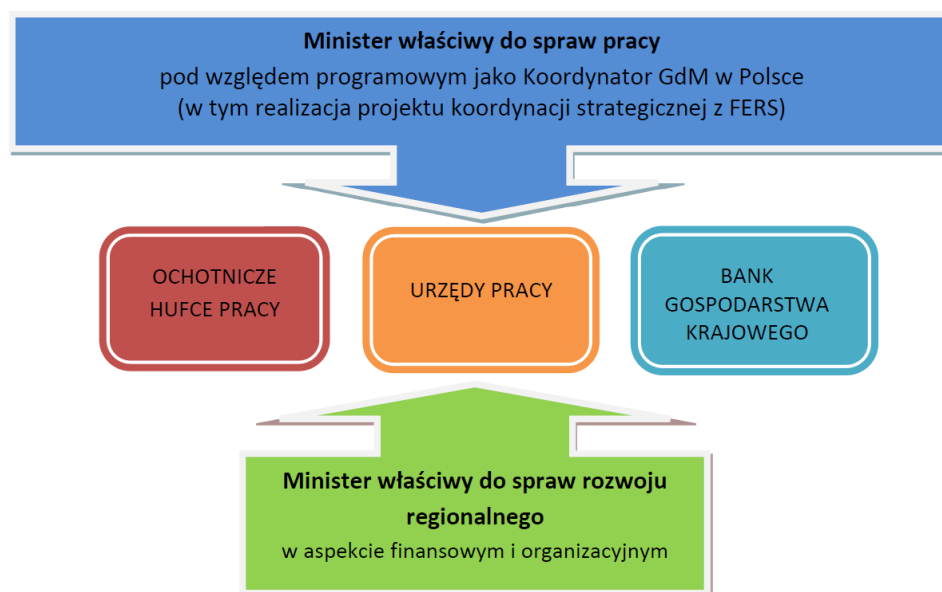 Minister właściwy do spraw pracy
pod względem programowym jako Koordynator GdM w Polsce
(w tym realizacja projektu koordynacji strategicznej z FERS)
OCHOTNICZE
HUFCE PRACY
URZĘDY PRACY
BANK
GOSPODARSTWA
KRAJOWEGO
Minister właściwy do spraw rozwoju
regionalnego
w aspekcie finansowym i organizacyjnym